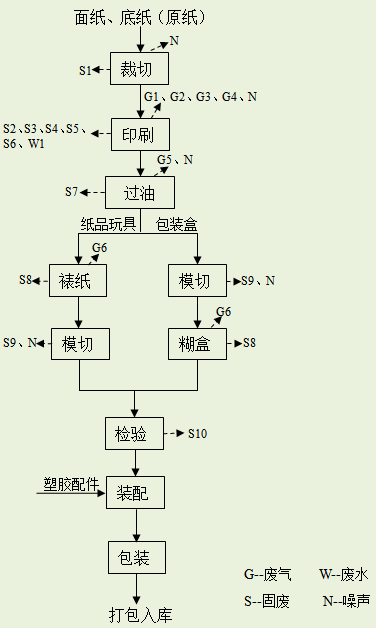 面纸、底纸（原纸）
N
S1
裁切
G1、G2、G3、G4、N
S2、S3、S4、S5、
S6、W1
印刷
G5、N
S7
过油
纸品玩具
包装盒
G6
S8
裱纸
模切
S9、N
G6
S9、N
模切
糊盒
S8
检验
S10
塑胶配件
装配
包装
打包入库
G--废气
W--废水
S--固废
N--噪声